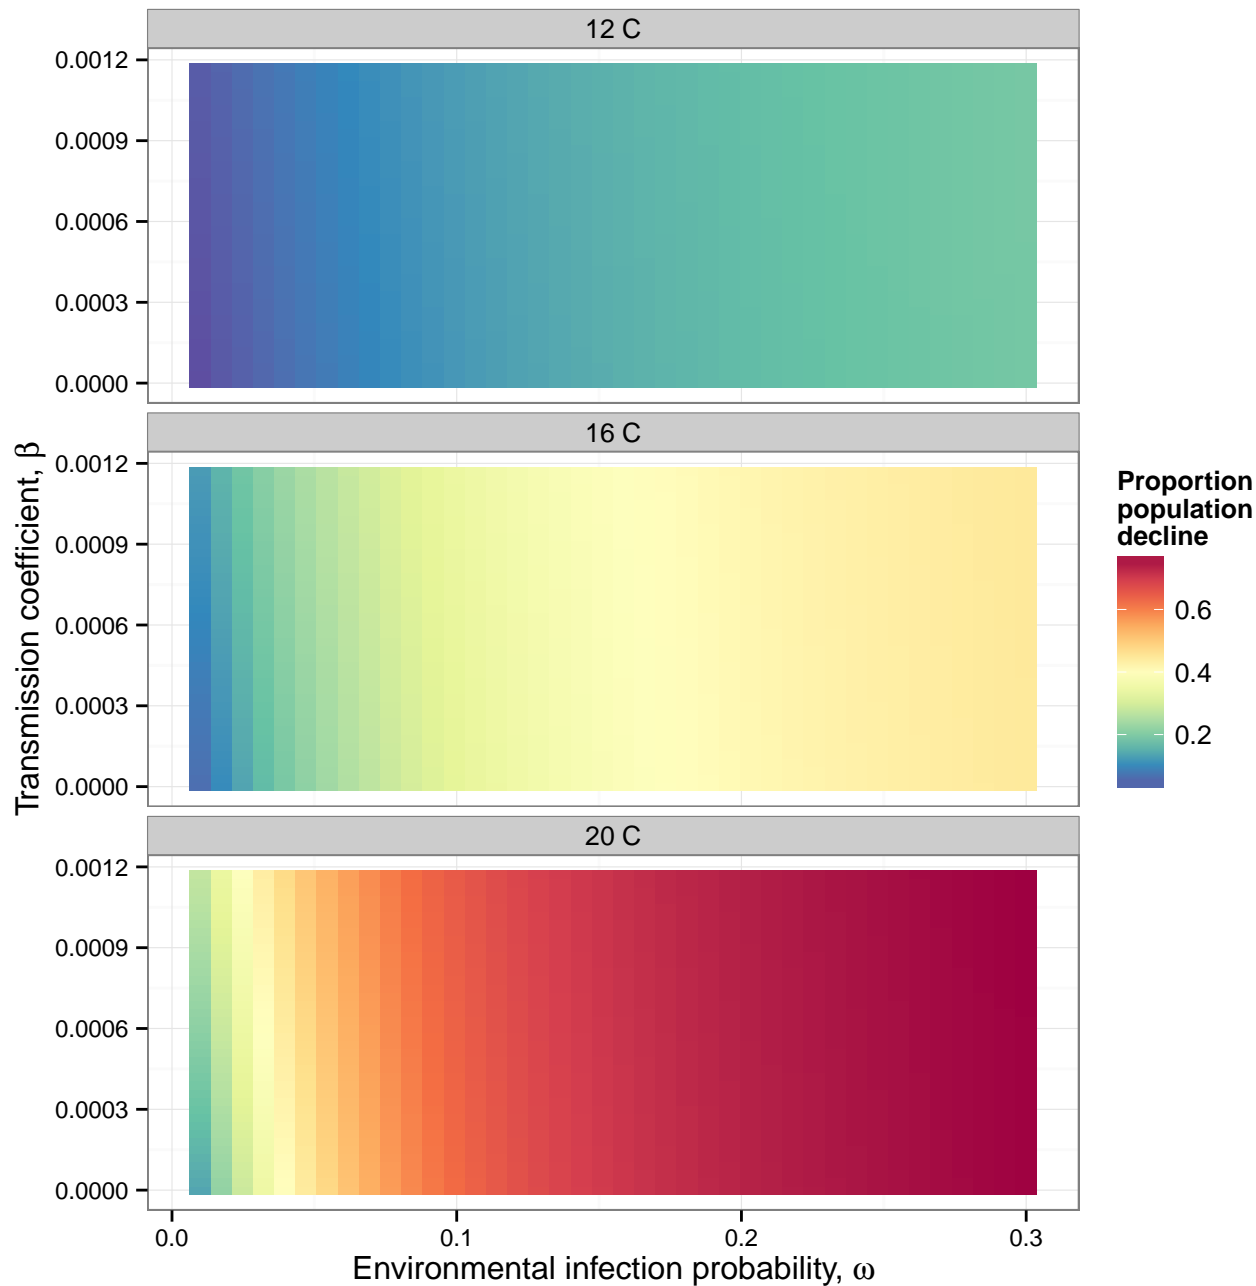 12 C
0.0012
0.0009
0.0006
0.0003
0.0000
16 C
0.0012
0.0009
0.0006
0.0003
0.0000
20 C
0.0012
0.0009
0.0006
0.0003
0.0000
0.0
0.1
0.2
0.3
Environmental infection probability, ω
Transmission coefficient, β
Proportion
population
decline
0.6
0.4
0.2